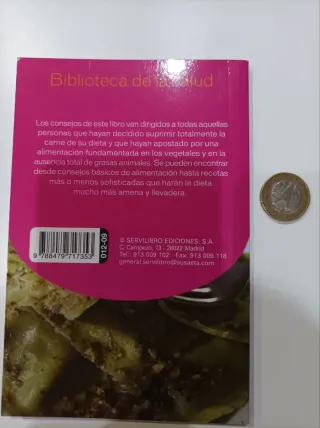 Biblioteca de la salud
Los consejos de este libro van dirigidos a todas aquellas
personas que hayan decidido suprimir totalmente la
carne de su dieta y que hayan apostado por una
alimentación fundamentada en los vegetales y en la
ausencia total de grasas animales. Se pueden encontrar
desde consejos básicos de alimentación hasta recetas
más o menos sofisticadas que harán la dieta
mucho más amena y llevadera.
© SERVILIBRO EDICIONES, S.A.
C. Campezo, 13 - 28022 Madrid
Tel.: 913 009 102 - Fax: 913 009 118
general.servilibro@susaeta.com
9 788479 717353
012-09